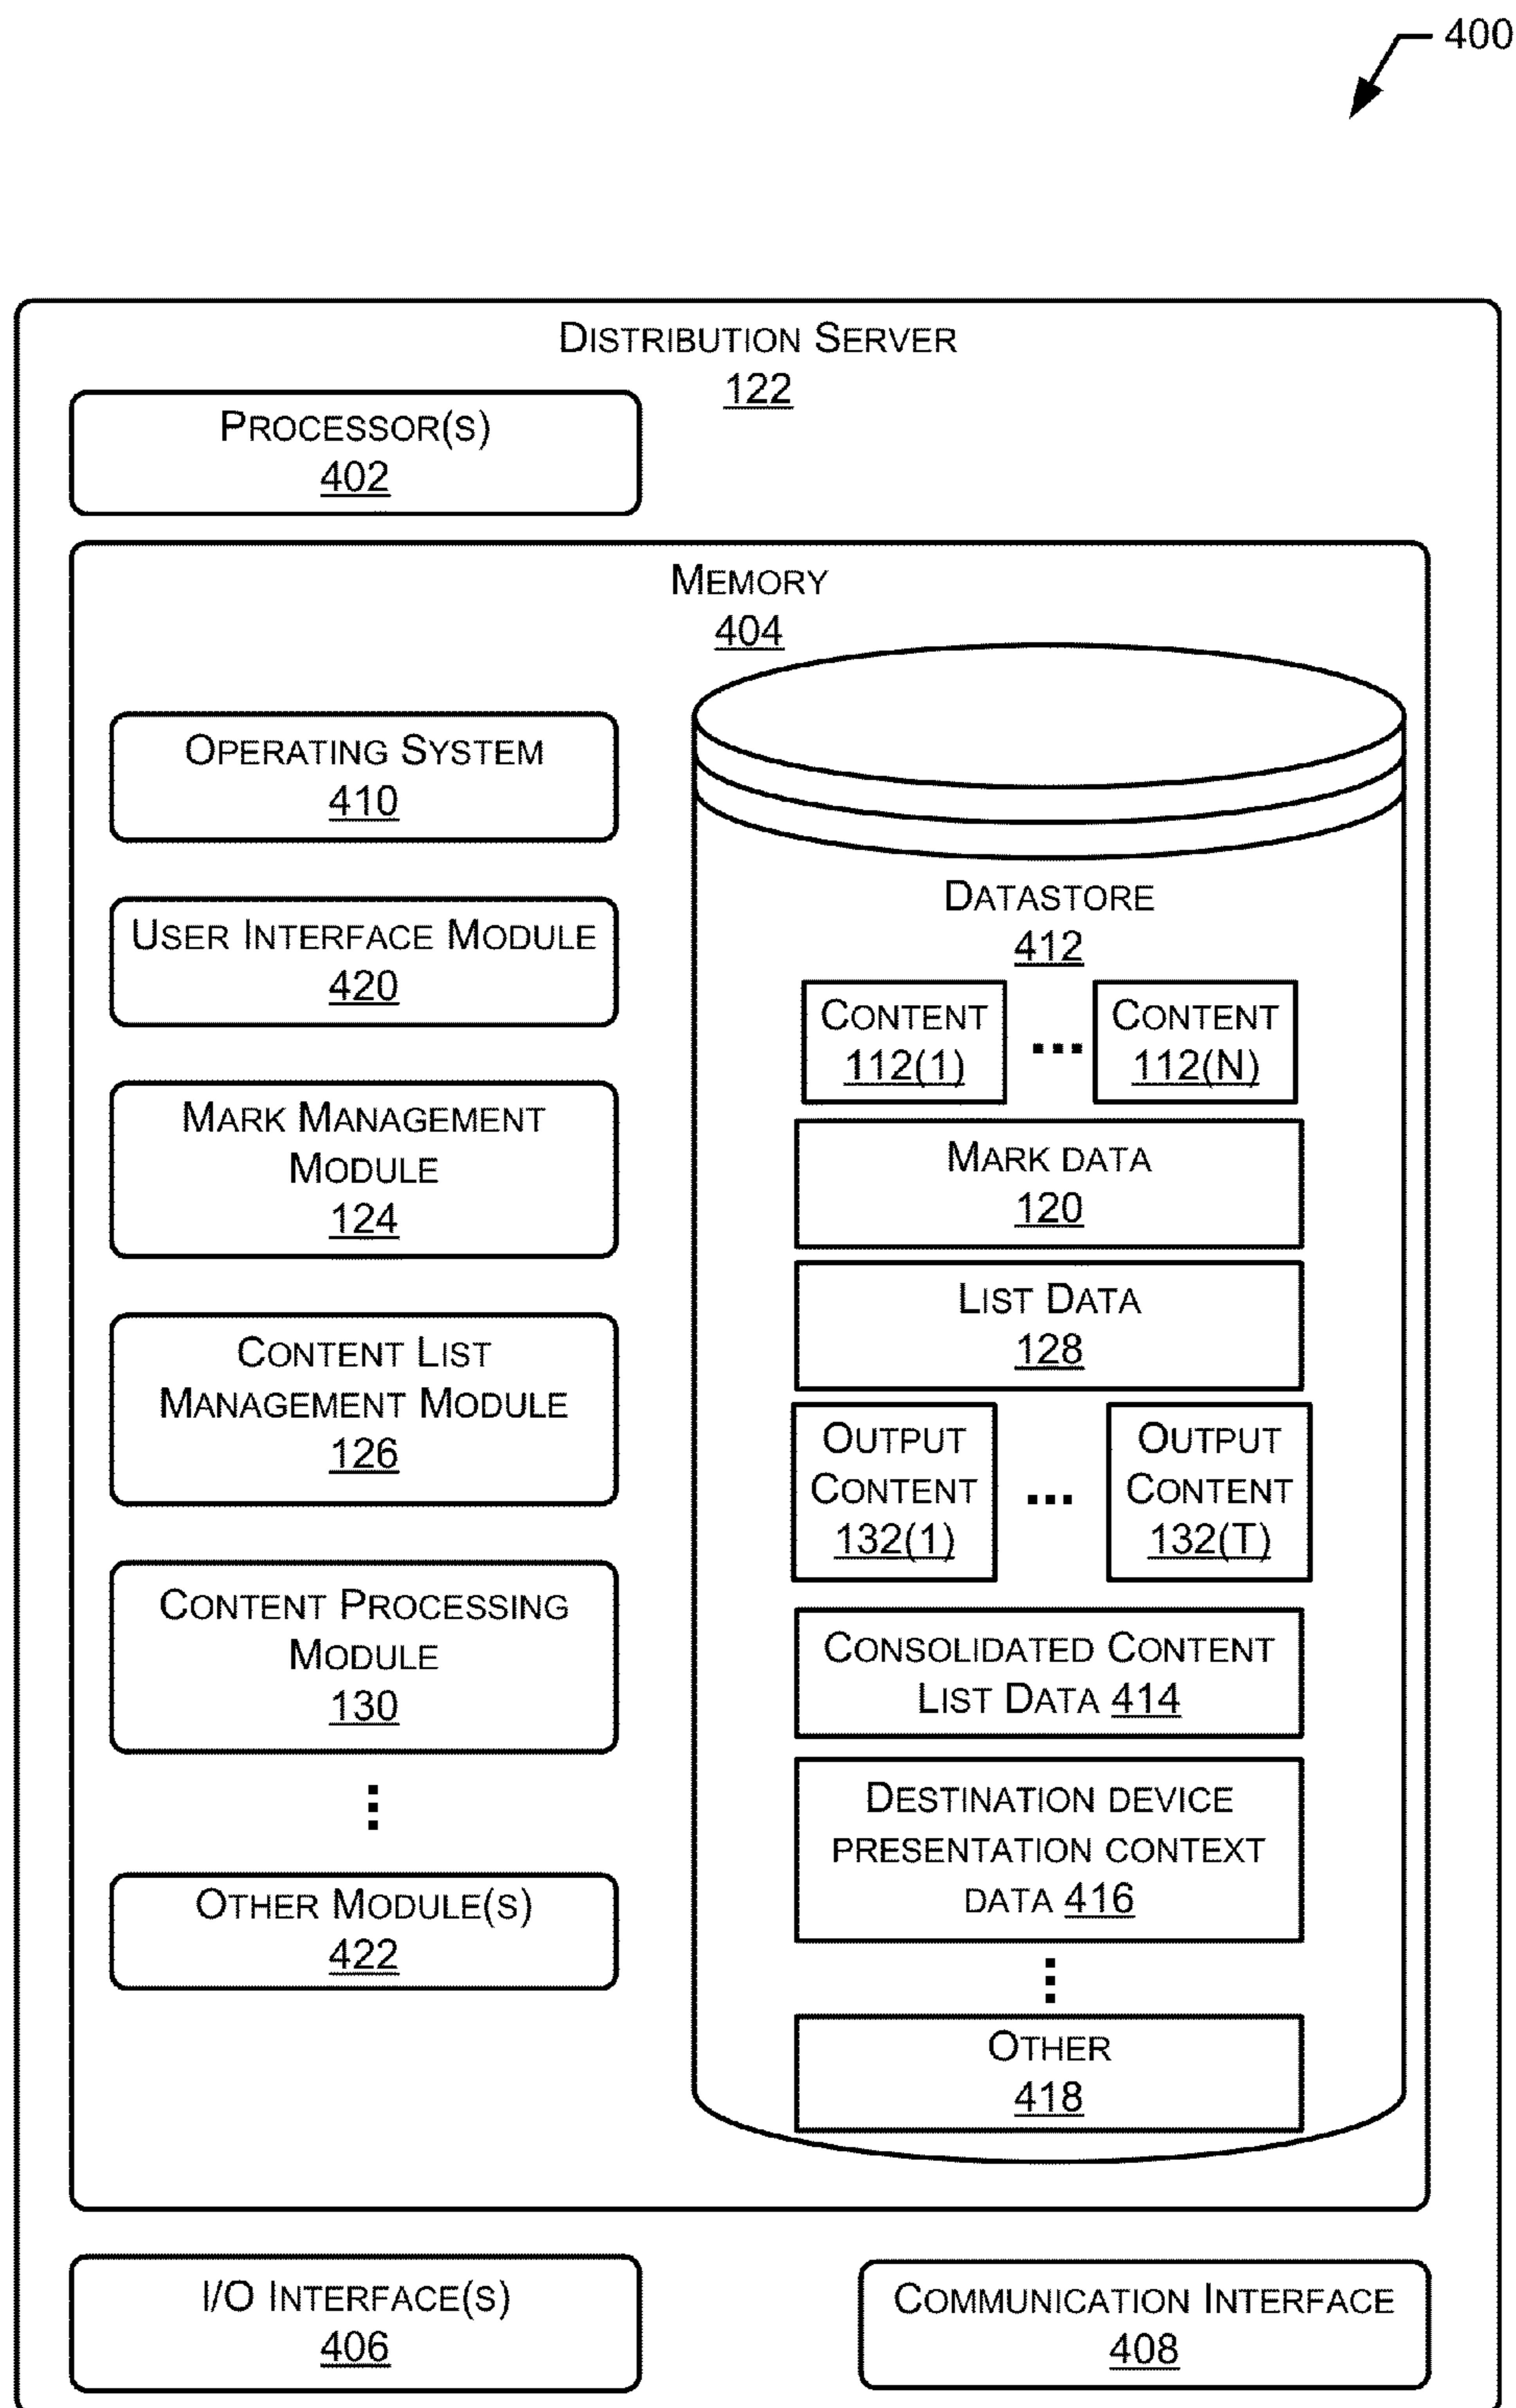 400
DISTRIBUTION SERVER
122
PROCESSOR(S)
402
MEMORY
404
OPERATING SYSTEM
410
USER INTERFACE MODULE
420
MARK MANAGEMENT
MODULE
124
CONTENT LIST
MANAGEMENT MODULE
126
CONTENT PROCESSING
MODULE
130
⋮
OTHER MODULE(S)
422
DATASTORE
412
CONTENT
112(1)
...
CONTENT
112(N)
MARK DATA
120
LIST DATA
128
OUTPUT
CONTENT
132(1)
...
OUTPUT
CONTENT
132(T)
CONSOLIDATED CONTENT
LIST DATA 414
DESTINATION DEVICE
PRESENTATION CONTEXT
DATA 416
⋮
OTHER
418
I/O INTERFACE(S)
406
COMMUNICATION INTERFACE
408